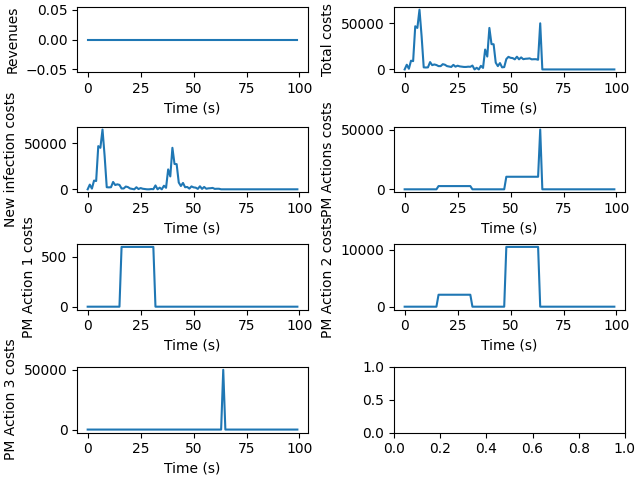 Revenues
0.05
0.00
−0.05
0 25 50 75 100
Time (s)
Total costs
50000
0
0 25 50 75 100
Time (s)
New infection costs
50000
0
0 25 50 75 100
Time (s)
PM Actions costs
50000
0
0 25 50 75 100
Time (s)
PM Action 1 costs
500
0
0 25 50 75 100
Time (s)
PM Action 2 costs
10000
0
0 25 50 75 100
Time (s)
PM Action 3 costs
50000
0
0 25 50 75 100
Time (s)
1.0
0.5
0.0
0.0 0.2 0.4 0.6 0.8 1.0